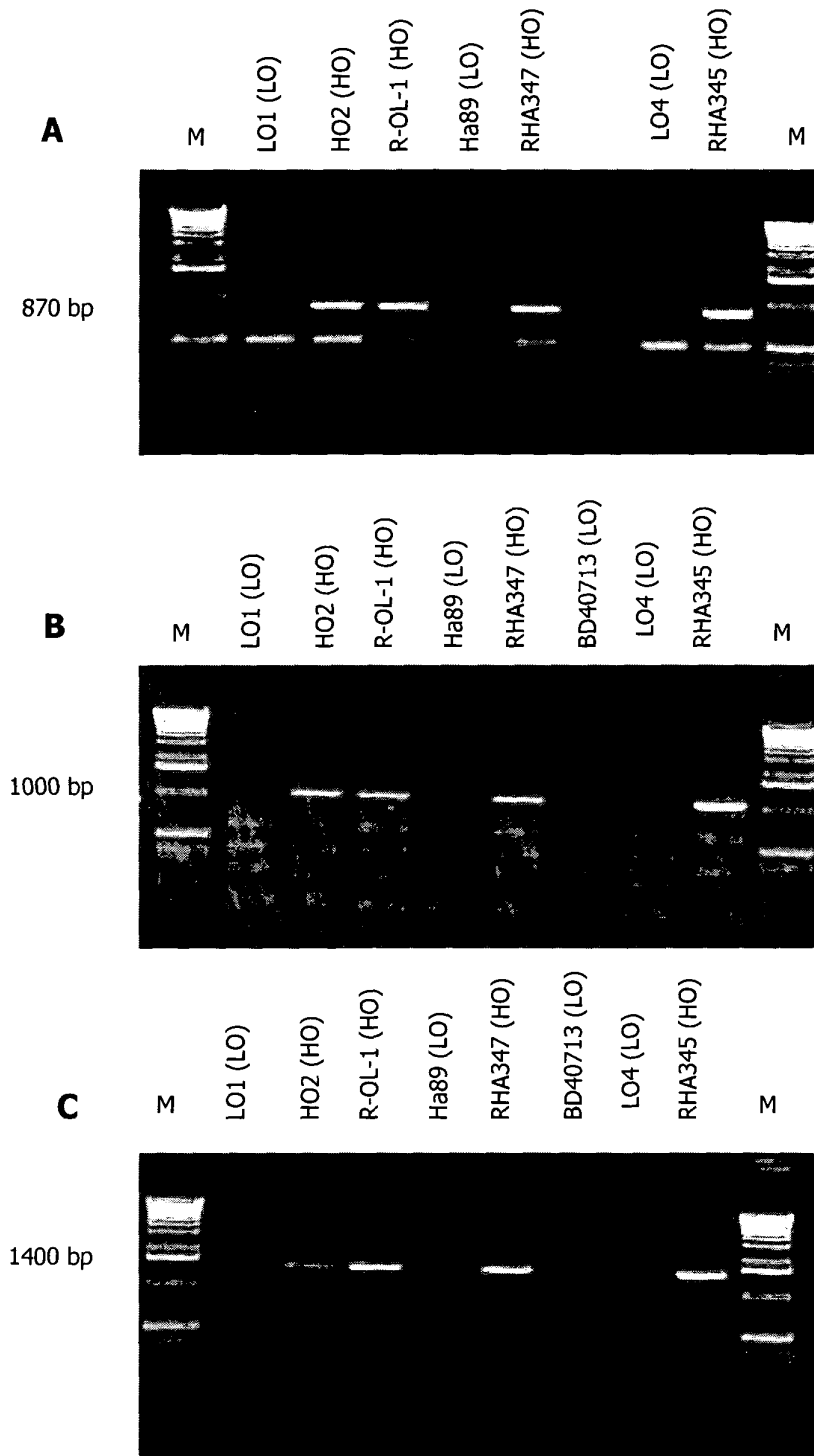 A
M
LO1 (LO)
HO2 (HO)
R-OL-1 (HO)
Ha89 (LO)
RHA347 (HO)
LO4 (LO)
RHA345 (HO)
M
870 bp
B
M
LO1 (LO)
HO2 (HO)
R-OL-1 (HO)
Ha89 (LO)
RHA347 (HO)
BD40713 (LO)
LO4 (LO)
RHA345 (HO)
M
1000 bp
C
M
LO1 (LO)
HO2 (HO)
R-OL-1 (HO)
Ha89 (LO)
RHA347 (HO)
BD40713 (LO)
LO4 (LO)
RHA345 (HO)
M
1400 bp